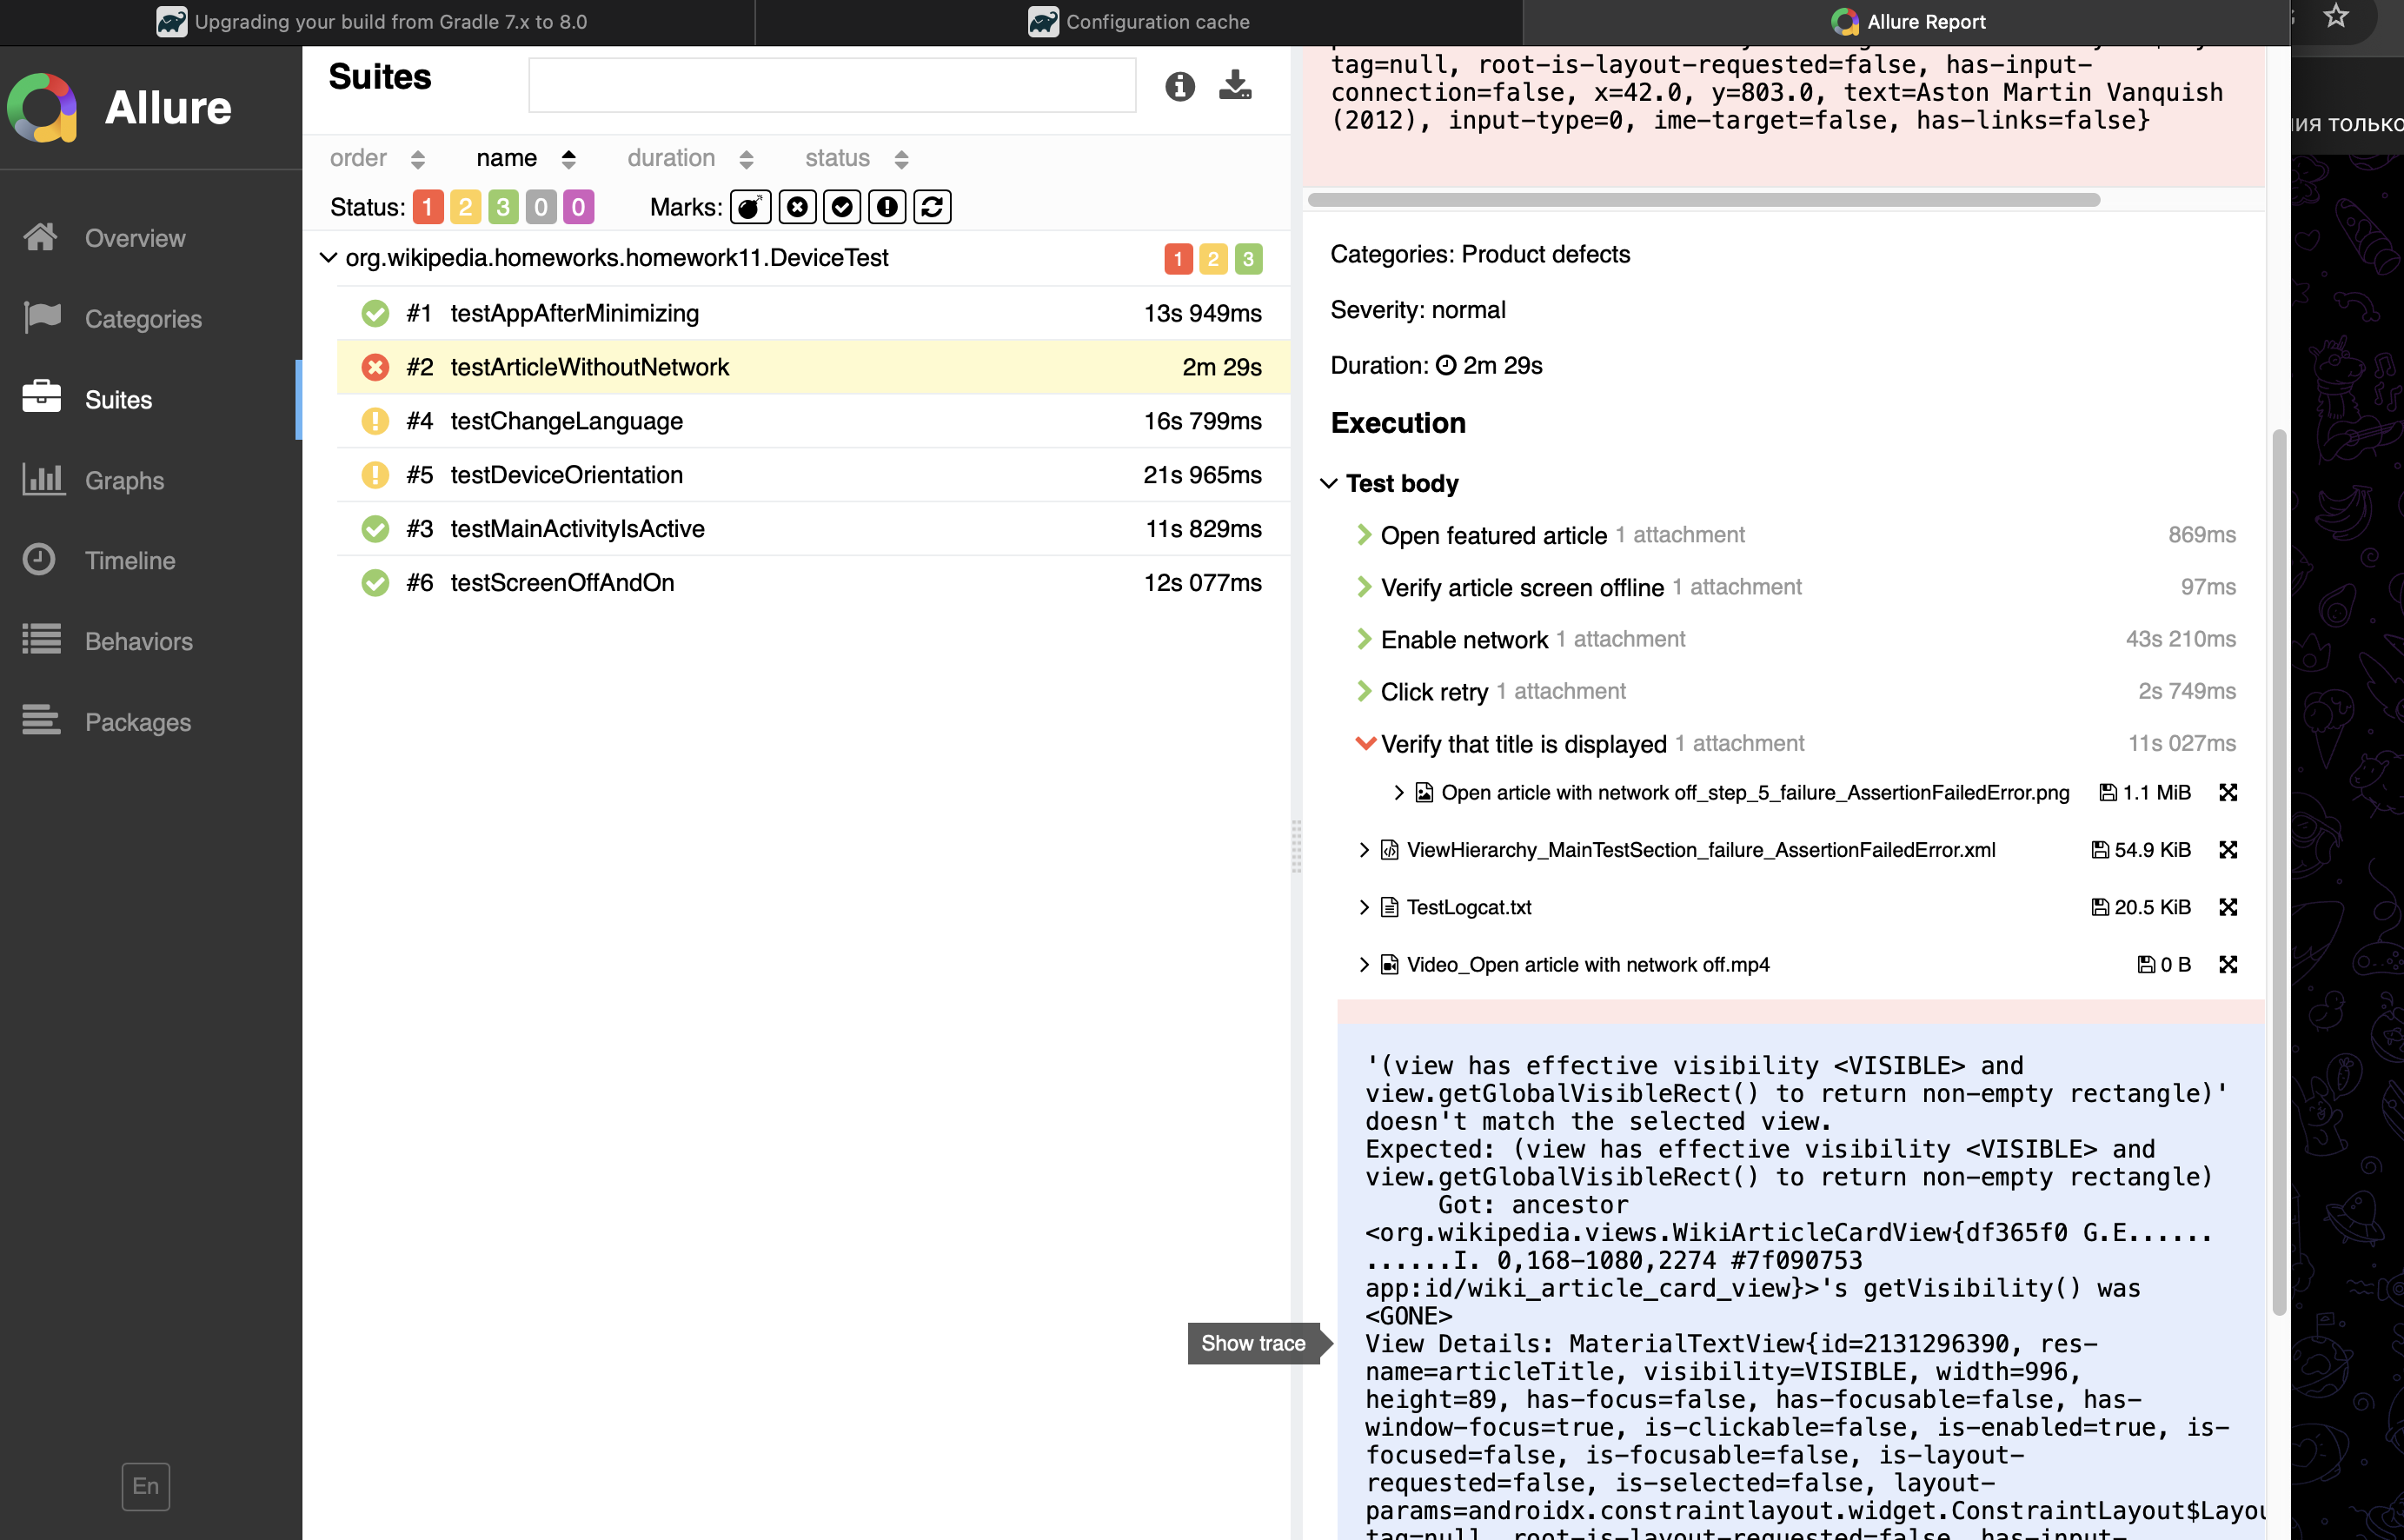 Upgrading your build from Gradle 7.x to 8.0
Configuration cache
Allure Report
Allure
Overview
Categories
Suites
Graphs
Timeline
Behaviors
Packages
En
Suites
order name duration status
Status: 1 2 3 0 0 Marks:
org.wikipedia.homeworks.homework11.DeviceTest 1 2 3
#1 testAppAfterMinimizing 13s 949ms
#2 testArticleWithoutNetwork 2m 29s
#4 testChangeLanguage 16s 799ms
#5 testDeviceOrientation 21s 965ms
#3 testMainActivityIsActive 11s 829ms
#6 testScreenOffAndOn 12s 077ms
tag=null, root-is-layout-requested=false, has-input-
connection=false, x=42.0, y=803.0, text=Aston Martin Vanquish
(2012), input-type=0, ime-target=false, has-links=false}
Categories: Product defects
Severity: normal
Duration: 2m 29s
Execution
Test body
Open featured article 1 attachment 869ms
Verify article screen offline 1 attachment 97ms
Enable network 1 attachment 43s 210ms
Click retry 1 attachment 2s 749ms
Verify that title is displayed 1 attachment 11s 027ms
Open article with network off_step_5_failure_AssertionFailedError.png 1.1 MiB
ViewHierarchy_MainTestSection_failure_AssertionFailedError.xml 54.9 KiB
TestLogcat.txt 20.5 KiB
Video_Open article with network off.mp4 0 B
'(view has effective visibility <VISIBLE> and
view.getGlobalVisibleRect() to return non-empty rectangle)'
doesn't match the selected view.
Expected: (view has effective visibility <VISIBLE> and
view.getGlobalVisibleRect() to return non-empty rectangle)
Got: ancestor
<org.wikipedia.views.WikiArticleCardView{df365f0 G.E......
......I. 0,168-1080,2274 #7f090753
app:id/wiki_article_card_view}>'s getVisibility() was
<GONE>
View Details: MaterialTextView{id=2131296390, res-
name=articleTitle, visibility=VISIBLE, width=996,
height=89, has-focus=false, has-focusable=false, has-
window-focus=true, is-clickable=false, is-enabled=true, is-
focused=false, is-focusable=false, is-layout-
requested=false, is-selected=false, layout-
params=androidx.constraintlayout.widget.ConstraintLayout$Layou
tag=null, root-is-layout-requested=false, has-input-
Show trace
ия только